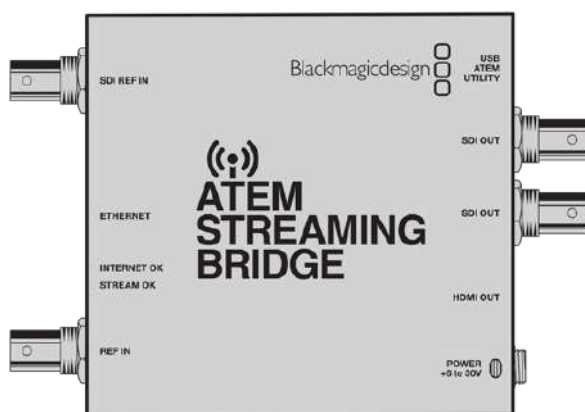 SDI REF IN
Blackmagicdesign
USB
ATEM
UTILITY
SDI OUT
ATEM
STREAMING
BRIDGE
ETHERNET
SDI OUT
INTERNET OK
STREAM OK
HDMI OUT
REF IN
POWER
+6 to 30V